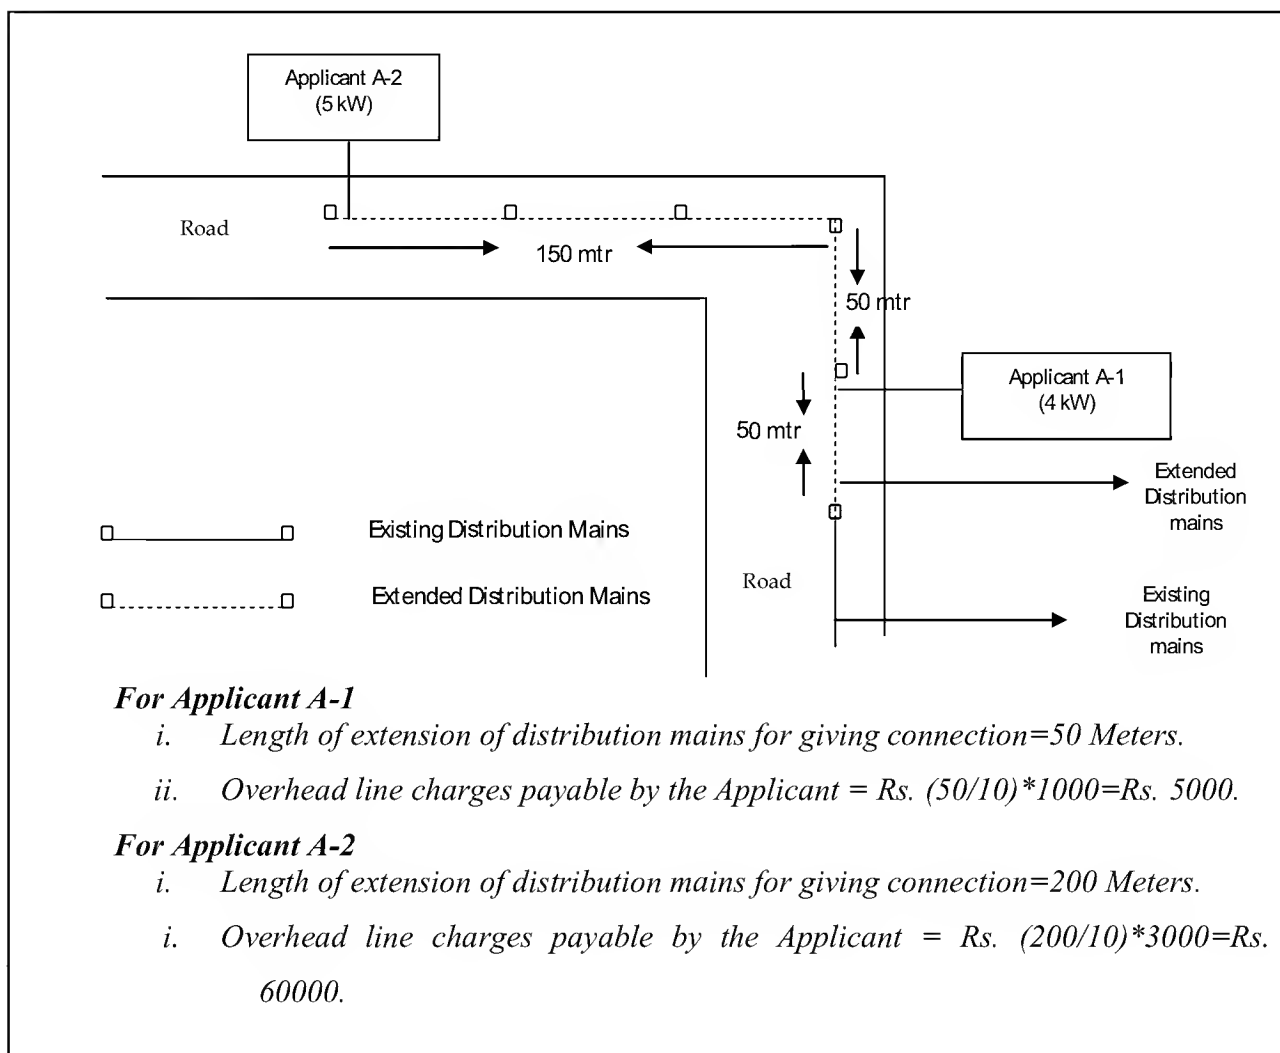 Applicant A-2
(5 kW)
Road
150 mtr
50 mtr
Applicant A-1
(4 kW)
50 mtr
Extended
Distribution
mains
Existing Distribution Mains
Road
Extended Distribution Mains
Existing
Distribution
mains
For Applicant A-1
i. Length of extension of distribution mains for giving connection=50 Meters.
ii. Overhead line charges payable by the Applicant = Rs. (50/10)*1000=Rs. 5000.
For Applicant A-2
i. Length of extension of distribution mains for giving connection=200 Meters.
i. Overhead line charges payable by the Applicant = Rs. (200/10)*3000=Rs.
60000.